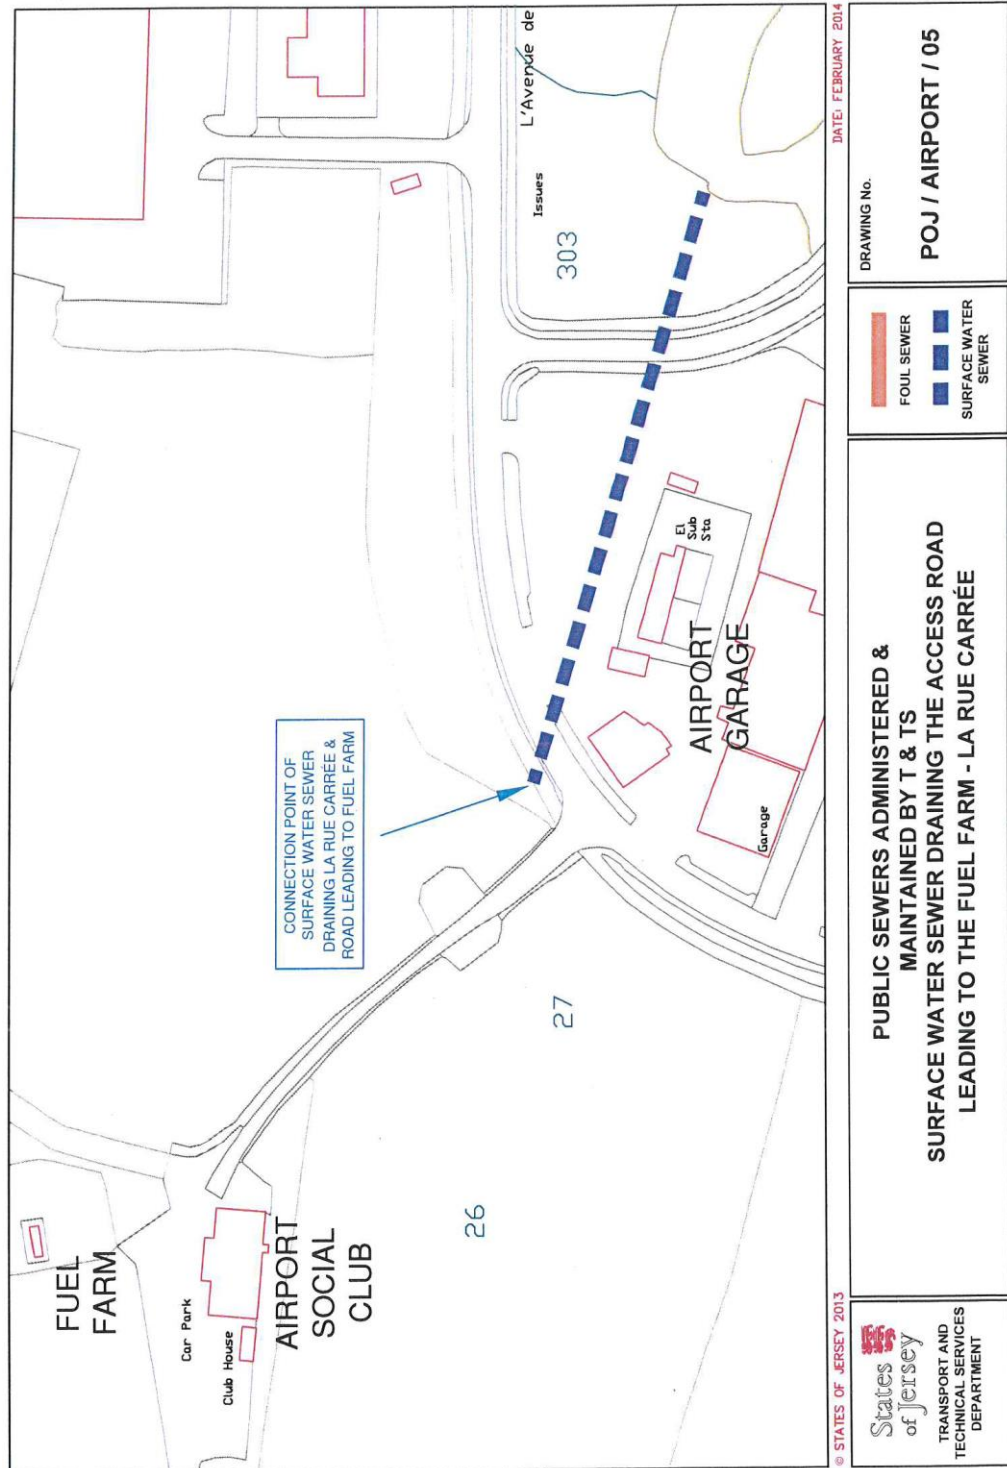 FUEL
FARM
Car Park
Club House
AIRPORT
SOCIAL
CLUB
26
27
CONNECTION POINT OF
SURFACE WATER SEWER
DRAINING LA RUE CARRÉE &
ROAD LEADING TO FUEL FARM
AIRPORT
GARAGE
Garage
El
Sub
Sta
303
Issues
L'Avenue de
© STATES OF JERSEY 2013
DATE: FEBRUARY 2014
States
of Jersey
TRANSPORT AND
TECHNICAL SERVICES
DEPARTMENT
PUBLIC SEWERS ADMINISTERED &
MAINTAINED BY T & TS
SURFACE WATER SEWER DRAINING THE ACCESS ROAD
LEADING TO THE FUEL FARM - LA RUE CARRÉE
FOUL SEWER
SURFACE WATER
SEWER
DRAWING No.
POJ / AIRPORT / 05